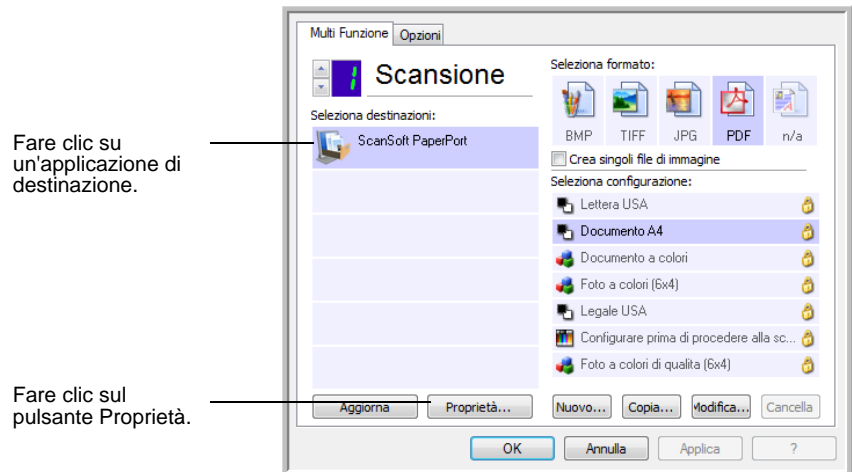 Multi Funzione Opzioni
1 Scansione
Seleziona destinazioni:
ScanSoft PaperPort
Fare clic su
un'applicazione di
destinazione.
Seleziona formato:
BMP TIFF JPG PDF n/a
Crea singoli file di immagine
Seleziona configurazione:
Lettera USA
Documento A4
Documento a colori
Foto a colori (6x4)
Legale USA
Configurare prima di procedere alla sc...
Foto a colori di qualita (6x4)
Fare clic sul
pulsante Proprietà.
Aggiorna Proprietà... Nuovo... Copia... Modifica... Cancella
OK Annulla Applica ?